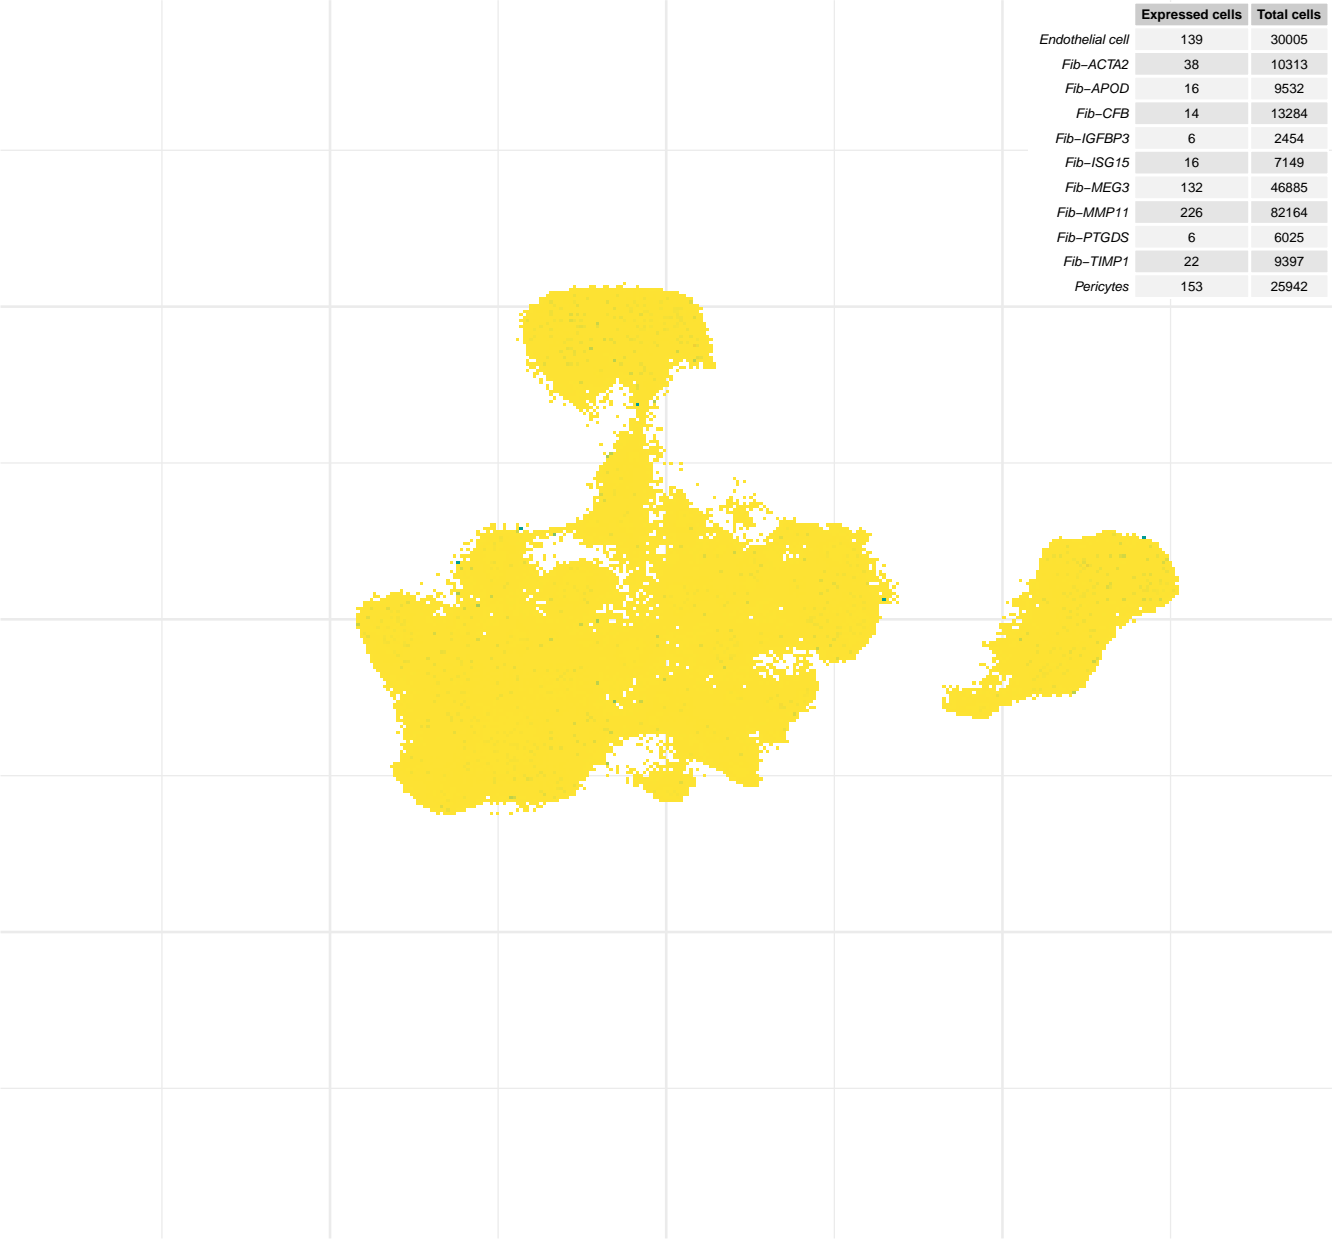 Expressed cells Total cells
Endothelial cell 139 30005
Fib−ACTA2 38 10313
Fib−APOD 16 9532
Fib−CFB 14 13284
Fib−IGFBP3 6 2454
Fib−ISG15 16 7149
Fib−MEG3 132 46885
Fib−MMP11 226 82164
Fib−PTGDS 6 6025
Fib−TIMP1 22 9397
Pericytes 153 25942